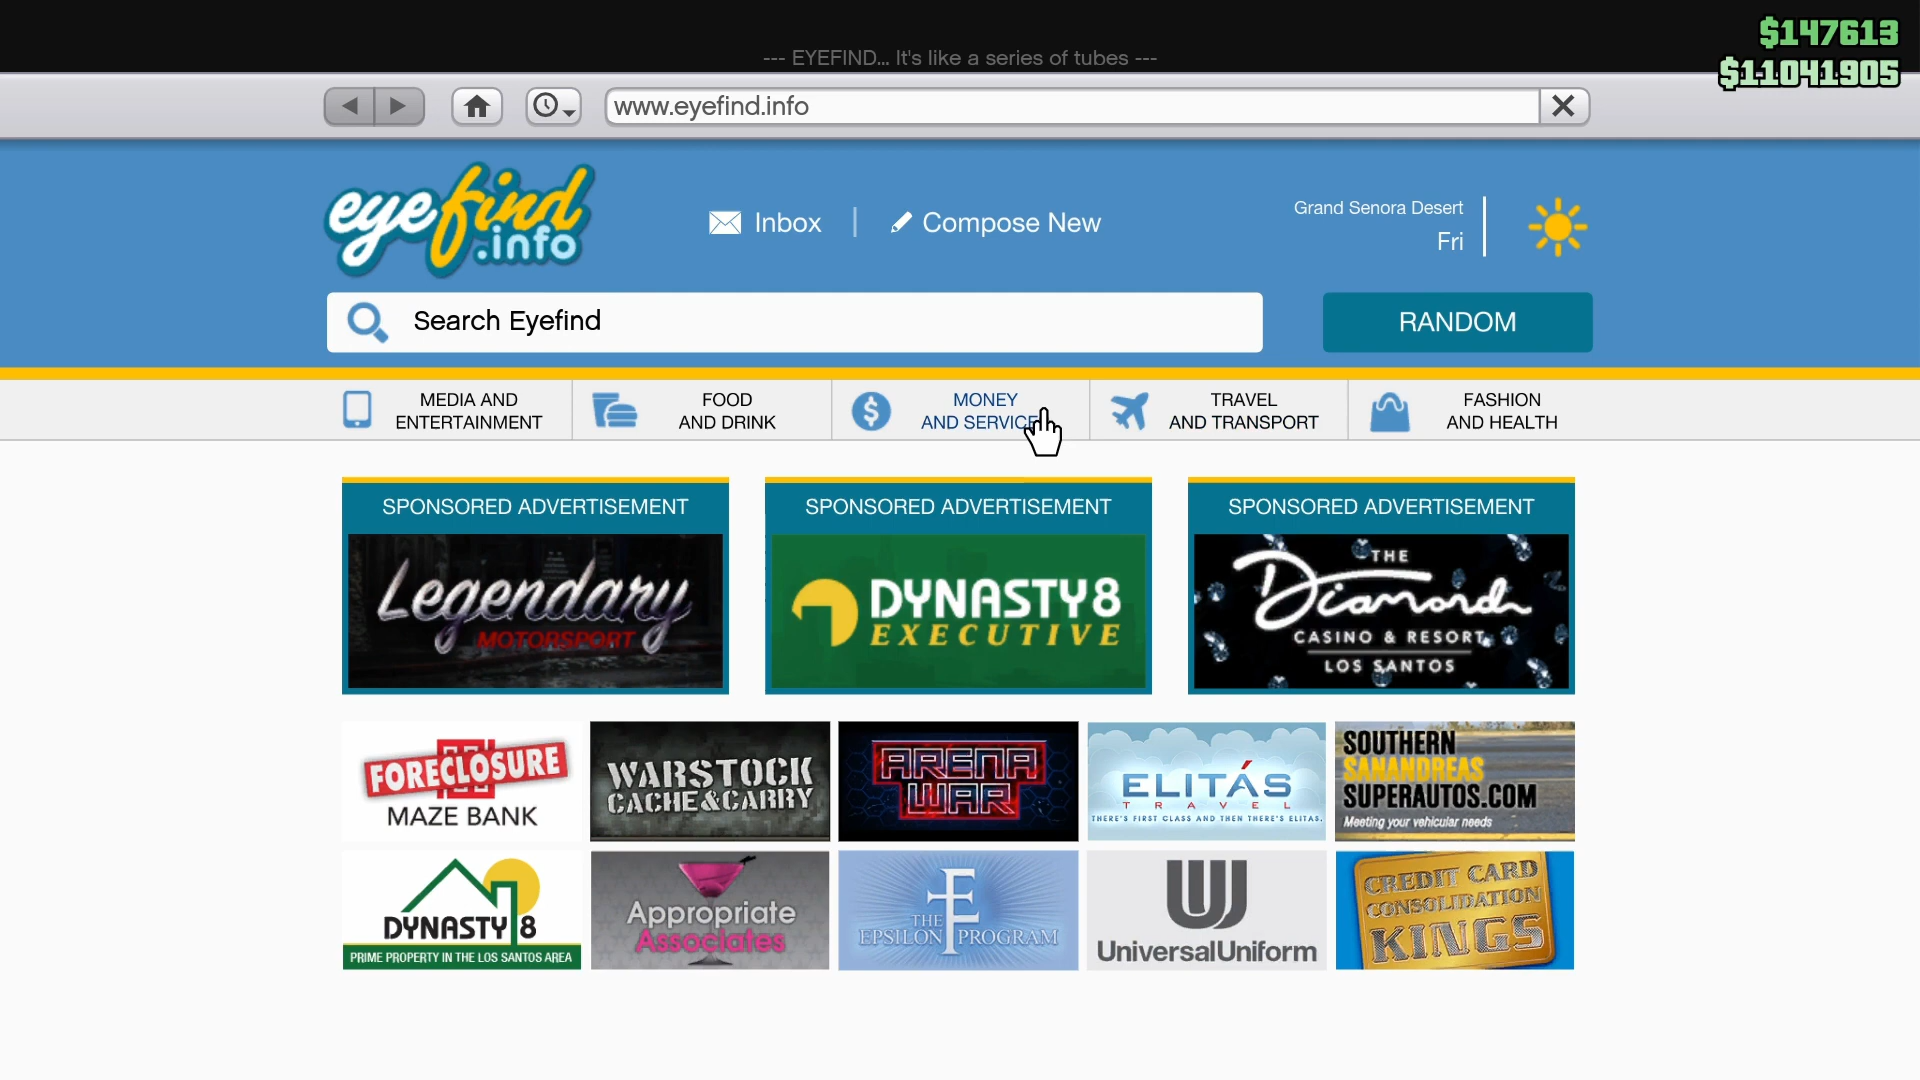 $147613
--- EYEFIND... It's like a series of tubes ---
$11041905
www.eyefind.info
eyefind
.info
Inbox
Compose New
Grand Senora Desert
Fri
Search Eyefind
RANDOM
MEDIA AND
ENTERTAINMENT
FOOD
AND DRINK
MONEY
AND SERVICE
TRAVEL
AND TRANSPORT
FASHION
AND HEALTH
SPONSORED ADVERTISEMENT
Legendary
MOTORSPORT
SPONSORED ADVERTISEMENT
DYNASTY 8
EXECUTIVE
SPONSORED ADVERTISEMENT
THE
Diamond
CASINO & RESORT
LOS SANTOS
FORECLOSURE
MAZE BANK
WARSTOCK
CACHE&CARRY
ARENA
WAR
ELITÁS
TRAVEL
THERE'S FIRST CLASS AND THEN THERE'S ELITAS.
SOUTHERN
SANANDREAS
SUPERAUTOS.COM
Meeting your vehicular needs
DYNASTY 8
PRIME PROPERTY IN THE LOS SANTOS AREA
Appropriate
Associates
THE
EPSILON PROGRAM
UniversalUniform
CREDIT CARD
CONSOLIDATION
KINGS